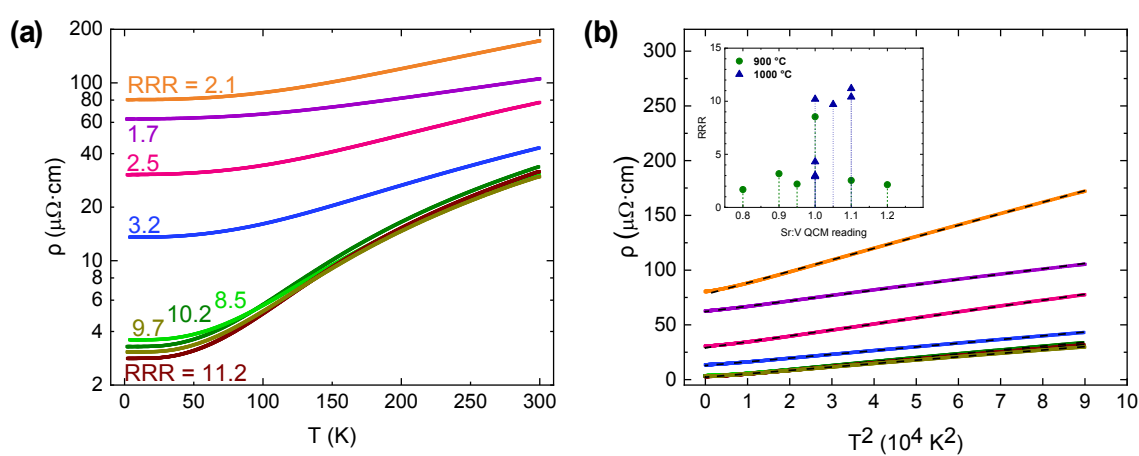 (a)
200
100
80
60
40
20
10
8
6
4
2
ρ (μΩ·cm)
RRR = 2.1
1.7
2.5
3.2
8.5
10.2
9.7
RRR = 11.2
0 50 100 150 200 250 300
T (K)
(b)
300
250
200
150
100
50
0
ρ (μΩ·cm)
15
10
5
0
RRR
900 °C
1000 °C
0.8 0.9 1.0 1.1 1.2
Sr:V QCM reading
0 1 2 3 4 5 6 7 8 9 10
T² (10⁴ K²)